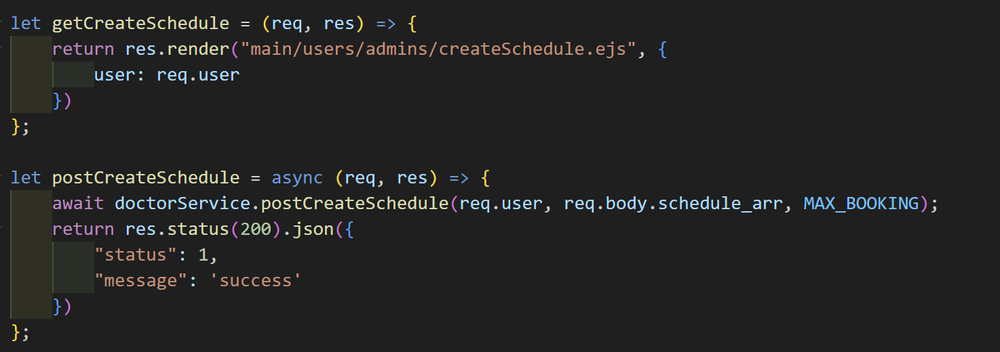 let getCreateSchedule = (req, res) => {
    return res.render("main/users/admins/createSchedule.ejs", {
        user: req.user
    })
};

let postCreateSchedule = async (req, res) => {
    await doctorService.postCreateSchedule(req.user, req.body.schedule_arr, MAX_BOOKING);
    return res.status(200).json({
        "status": 1,
        "message": 'success'
    })
};